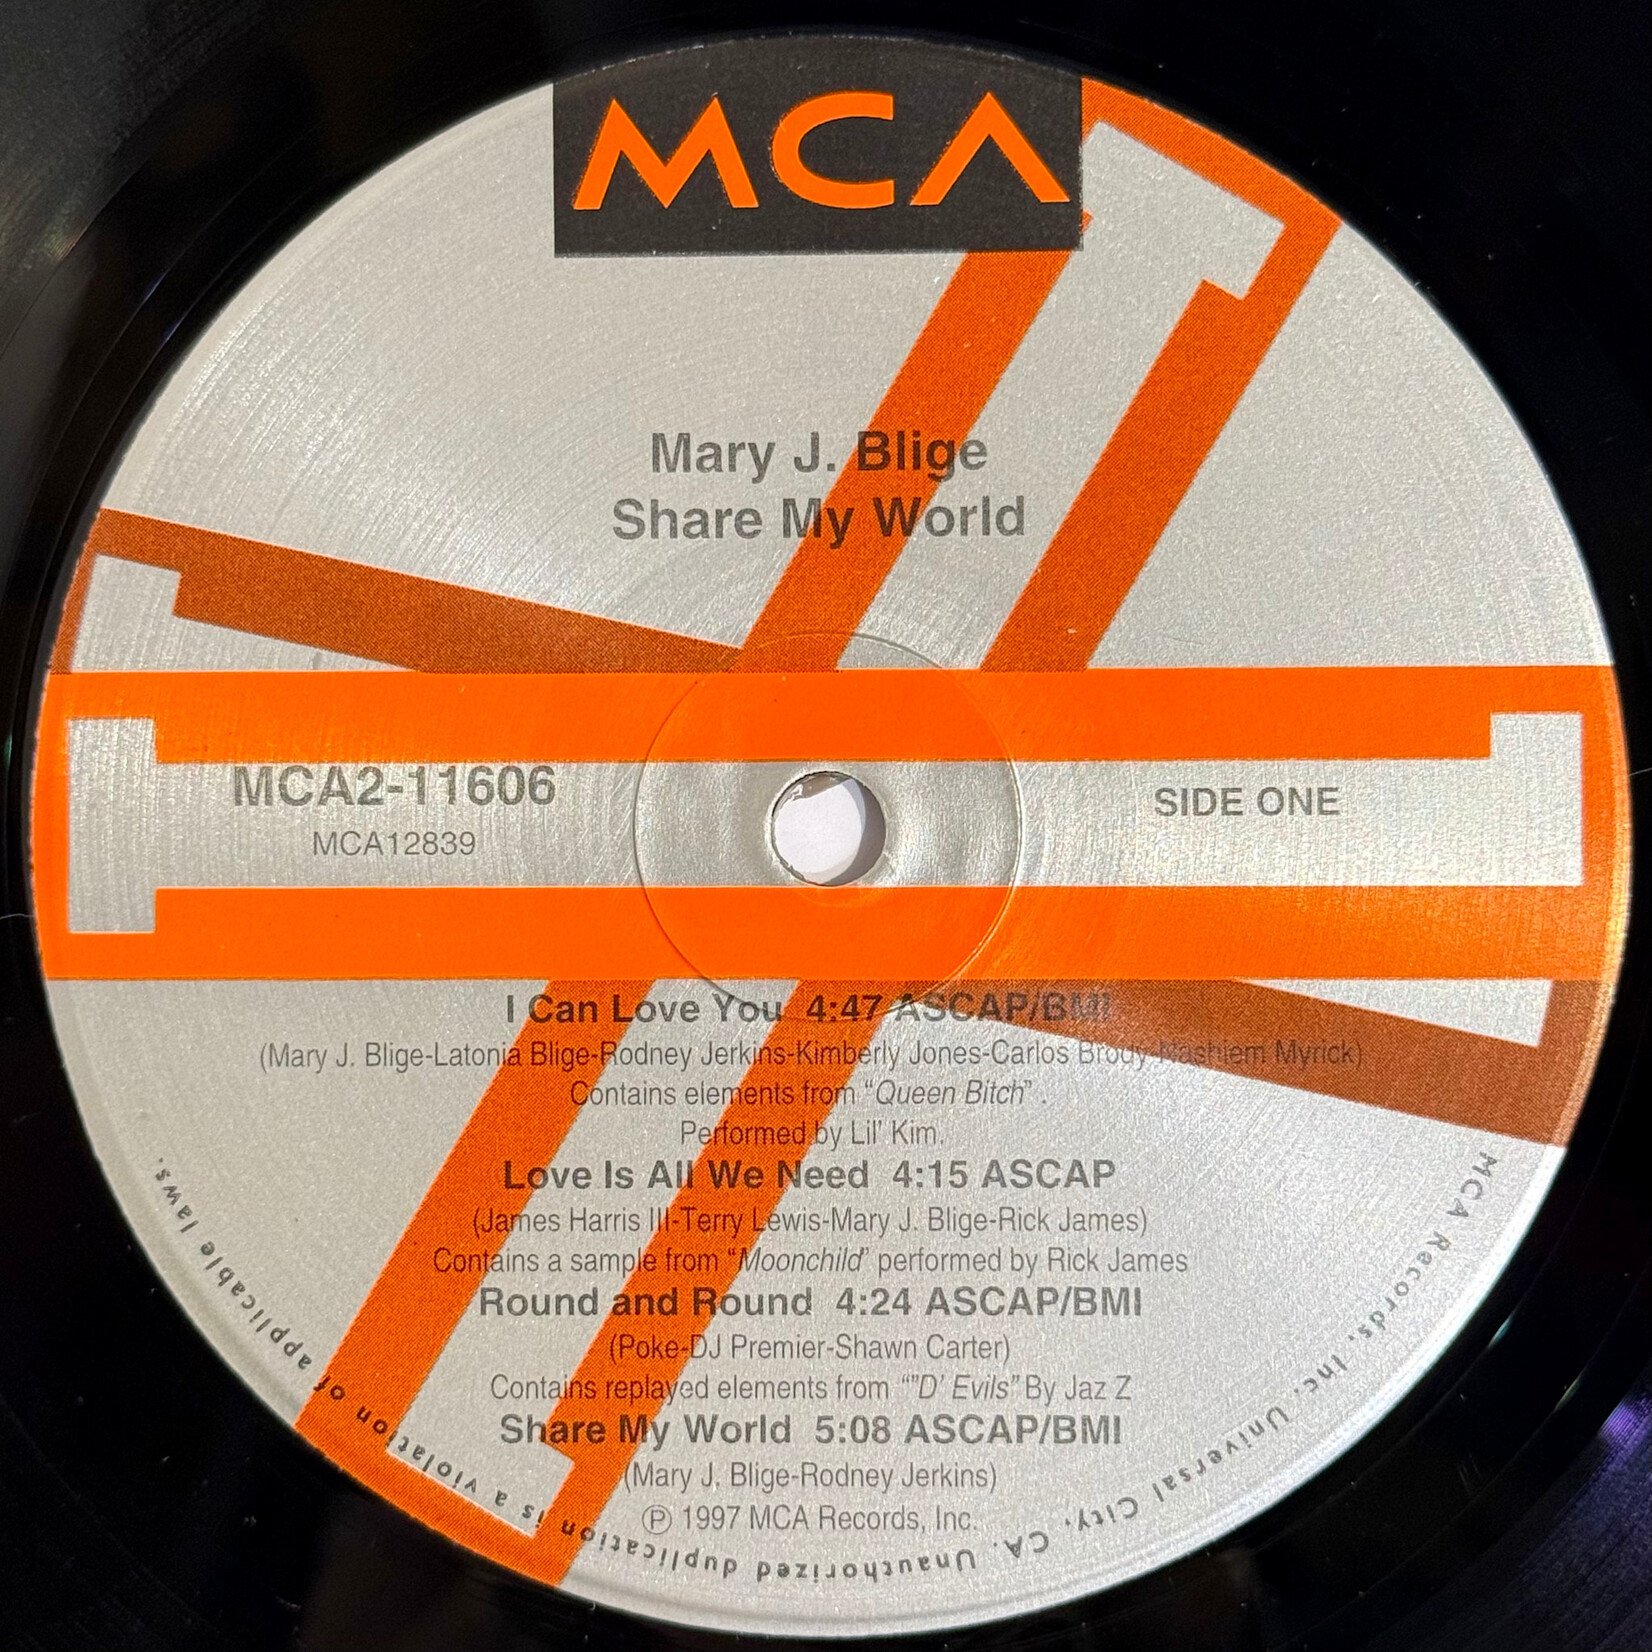 MCA
Mary J. Blige
Share My World
MCA2-11606
MCA12839
SIDE ONE
I Can Love You 4:47 ASCAP/BMI
(Mary J. Blige-Latonia Blige-Rodney Jerkins-Kimberly Jones-Carlos Brody-Nashiem Myrick)
Contains elements from “Queen Bitch” .
Performed by Lil’ Kim.
Love Is All We Need 4:15 ASCAP
(James Harris III-Terry Lewis-Mary J. Blige-Rick James)
Contains a sample from “Moonchild” performed by Rick James
Round and Round 4:24 ASCAP/BMI
(Poke-DJ Premier-Shawn Carter)
Contains replayed elements from “”D’ Evils” By Jaz Z
Share My World 5:08 ASCAP/BMI
(Mary J. Blige-Rodney Jerkins)
℗ 1997 MCA Records, Inc.
MCA Records, Inc. Universal City, CA. Unauthorized duplication is a violation of applicable laws.